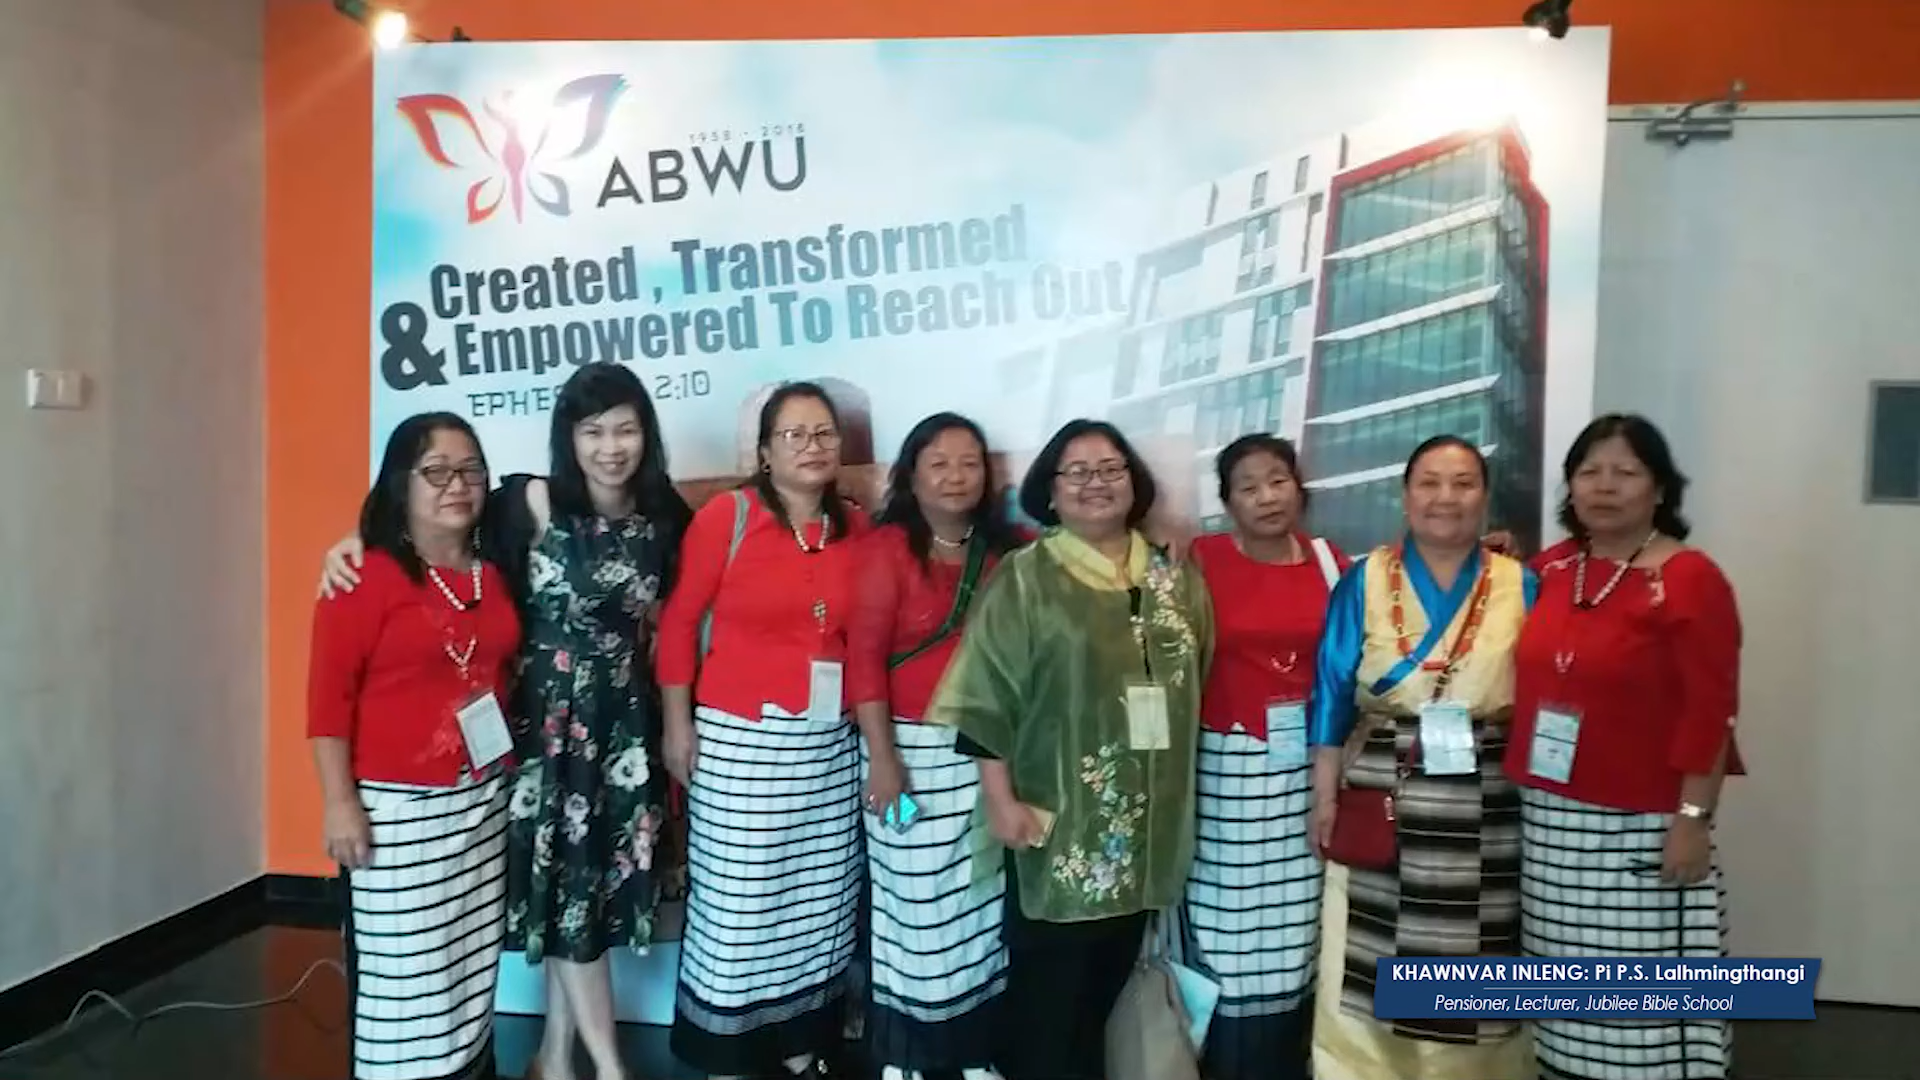 1958 - 2018
ABWU
Created , Transformed
& Empowered To Reach Out
EPHES 2:10
KHAWNVAR INLENG: Pi P.S. Lalhmingthangi
Pensioner, Lecturer, Jubilee Bible School